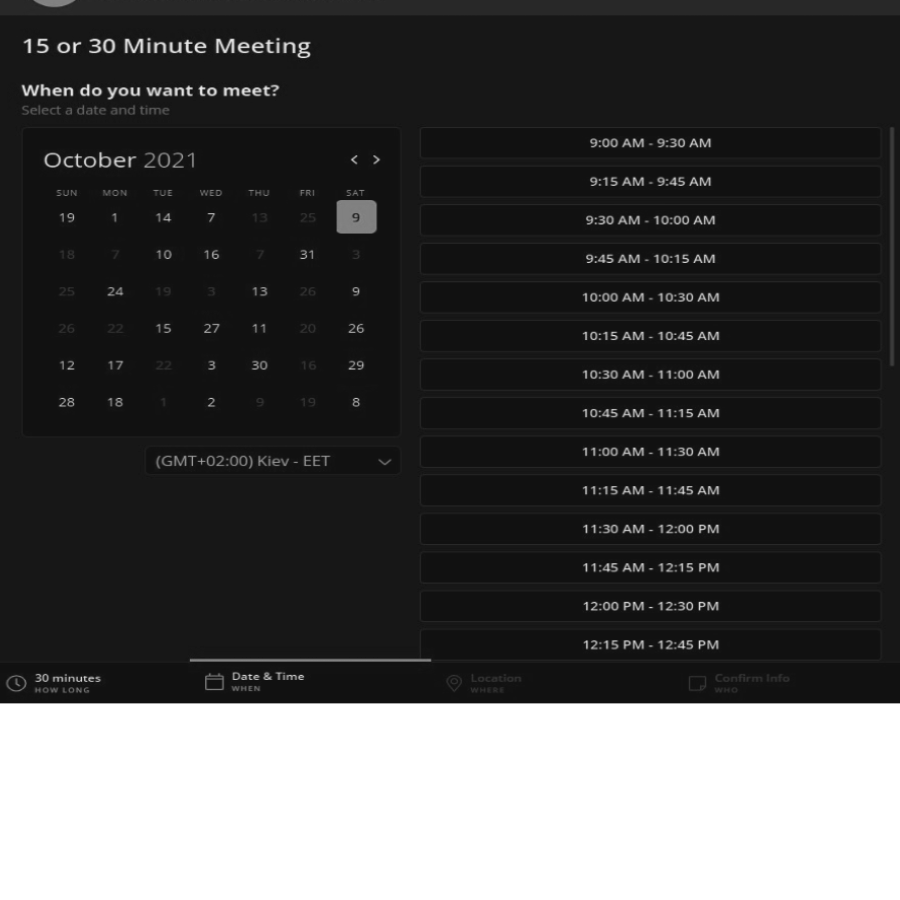 15 or 30 Minute Meeting
When do you want to meet?
Select a date and time
October 2021 < >
SUN MON TUE WED THU FRI SAT
19 1 14 7 13 25 9
18 7 10 16 7 31 3
25 24 19 3 13 26 9
26 22 15 27 11 20 26
12 17 22 3 30 16 29
28 18 1 2 9 19 8
(GMT+02:00) Kiev - EET
9:00 AM - 9:30 AM
9:15 AM - 9:45 AM
9:30 AM - 10:00 AM
9:45 AM - 10:15 AM
10:00 AM - 10:30 AM
10:15 AM - 10:45 AM
10:30 AM - 11:00 AM
10:45 AM - 11:15 AM
11:00 AM - 11:30 AM
11:15 AM - 11:45 AM
11:30 AM - 12:00 PM
11:45 AM - 12:15 PM
12:00 PM - 12:30 PM
12:15 PM - 12:45 PM
30 minutes
HOW LONG
Date & Time
WHEN
Location
WHERE
Confirm Info
WHO